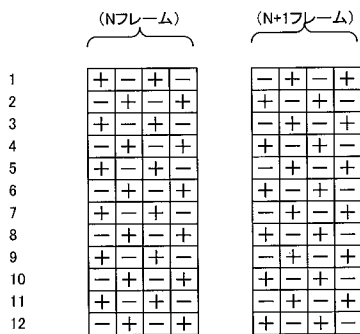 (Nフレーム) (N+1フレーム)
1 + − + − − + − +
2 − + − + + − + −
3 + − + − − + − +
4 − + − + + − + −
5 + − + − − + − +
6 − + − + + − + −
7 + − + − − + − +
8 − + − + + − + −
9 + − + − − + − +
10 − + − + + − + −
11 + − + − − + − +
12 − + − + + − + −